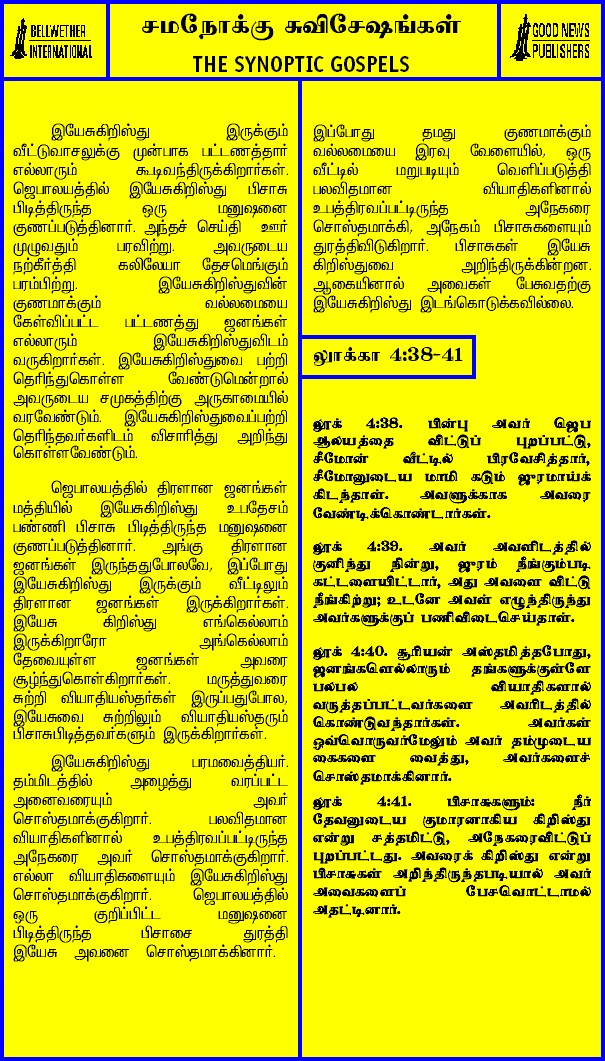 BELLWETHER
INTERNATIONAL
சமநோக்கு சுவிசேஷங்கள்
THE SYNOPTIC GOSPELS
GOOD NEWS
PUBLISHERS
இயேசுகிறிஸ்து இருக்கும்
வீட்டுவாசலுக்கு முன்பாக பட்டணத்தார்
எல்லாரும் கூடிவந்திருக்கிறார்கள்.
ஜெபாலயத்தில் இயேசுகிறிஸ்து பிசாசு
பிடித்திருந்த ஒரு மனுஷனை
குணப்படுத்தினார். அந்தச் செய்தி ஊர்
முழுவதும் பரவிற்று. அவருடைய
நற்கீர்த்தி கலிலேயா தேசமெங்கும்
பரம்பிற்று. இயேசுகிறிஸ்துவின்
குணமாக்கும் வல்லமையை
கேள்விப்பட்ட பட்டணத்து ஜனங்கள்
எல்லாரும் இயேசுகிறிஸ்துவிடம்
வருகிறார்கள். இயேசுகிறிஸ்துவை பற்றி
தெரிந்துகொள்ள வேண்டுமென்றால்
அவருடைய சமுகத்திற்கு அருகாமையில்
வரவேண்டும். இயேசுகிறிஸ்துவைப்பற்றி
தெரிந்தவர்களிடம் விசாரித்து அறிந்து
கொள்ளவேண்டும்.
ஜெபாலயத்தில் திரளான ஜனங்கள்
மத்தியில் இயேசுகிறிஸ்து உபதேசம்
பண்ணி பிசாசு பிடித்திருந்த மனுஷனை
குணப்படுத்தினார். அங்கு திரளான
ஜனங்கள் இருந்ததுபோலவே, இப்போது
இயேசுகிறிஸ்து இருக்கும் வீட்டிலும்
திரளான ஜனங்கள் இருக்கிறார்கள்.
இயேசு கிறிஸ்து எங்கெல்லாம்
இருக்கிறாரோ அங்கெல்லாம்
தேவையுள்ள ஜனங்கள் அவரை
சூழ்ந்துகொள்கிறார்கள். மருத்துவரை
சுற்றி வியாதியஸ்தர்கள் இருப்பதுபோல,
இயேசுவை சுற்றிலும் வியாதியஸ்தரும்
பிசாசுபிடித்தவர்களும் இருக்கிறார்கள்.
இயேசுகிறிஸ்து பரமவைத்தியர்.
தம்மிடத்தில் அழைத்து வரப்பட்ட
அனைவரையும் அவர்
சொஸ்தமாக்குகிறார். பலவிதமான
வியாதிகளினால் உபத்திரவப்பட்டிருந்த
அநேகரை அவர் சொஸ்தமாக்குகிறார்.
எல்லா வியாதிகளையும் இயேசுகிறிஸ்து
சொஸ்தமாக்குகிறார். ஜெபாலயத்தில்
ஒரு குறிப்பிட்ட மனுஷனை
பிடித்திருந்த பிசாசை துரத்தி
இயேசு அவனை சொஸ்தமாக்கினார்.
இப்போது தமது குணமாக்கும்
வல்லமையை இரவு வேளையில், ஒரு
வீட்டில் மறுபடியும் வெளிப்படுத்தி
பலவிதமான வியாதிகளினால்
உபத்திரவப்பட்டிருந்த அநேகரை
சொஸ்தமாக்கி, அநேகம் பிசாசுகளையும்
துரத்திவிடுகிறார். பிசாசுகள் இயேசு
கிறிஸ்துவை அறிந்திருக்கின்றன.
ஆகையினால் அவைகள் பேசுவதற்கு
இயேசுகிறிஸ்து இடங்கொடுக்கவில்லை.
லூக்கா 4:38-41
லூக் 4:38. பின்பு அவர் ஜெப
ஆலயத்தை விட்டுப் புறப்பட்டு,
சீமோன் வீட்டில் பிரவேசித்தார்,
சீமோனுடைய மாமி கடும் ஜுரமாய்க்
கிடந்தாள். அவளுக்காக அவரை
வேண்டிக்கொண்டார்கள்.
லூக் 4:39. அவர் அவளிடத்தில்
குனிந்து நின்று, ஜுரம் நீங்கும்படி
கட்டளையிட்டார், அது அவளை விட்டு
நீங்கிற்று; உடனே அவள் எழுந்திருந்து
அவர்களுக்குப் பணிவிடைசெய்தாள்.
லூக் 4:40. சூரியன் அஸ்தமித்தபோது,
ஜனங்களெல்லாரும் தங்களுக்குள்ளே
பலபல வியாதிகளால்
வருத்தப்பட்டவர்களை அவரிடத்தில்
கொண்டுவந்தார்கள். அவர்கள்
ஒவ்வொருவர்மேலும் அவர் தம்முடைய
கைகளை வைத்து, அவர்களைச்
சொஸ்தமாக்கினார்.
லூக் 4:41. பிசாசுகளும்: நீர்
தேவனுடைய குமாரனாகிய கிறிஸ்து
என்று சத்தமிட்டு, அநேகரைவிட்டுப்
புறப்பட்டது. அவரைக் கிறிஸ்து என்று
பிசாசுகள் அறிந்திருந்தபடியால் அவர்
அவைகளைப் பேசவொட்டாமல்
அதட்டினார்.